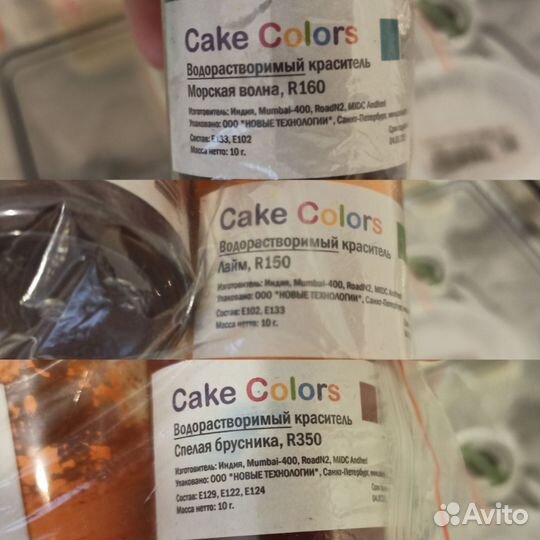 Cake Colors
Водорастворимый краситель
Морская волна, R160
Изготовитель: Индия, Mumbai-400, RoadN2, MIDC Andheri
Упаковано: ООО "НОВЫЕ ТЕХНОЛОГИИ", Санкт-Петербург,
Состав: E133, E102
Масса нетто: 10 г.
Cake Colors
Водорастворимый краситель
Лайм, R150
Изготовитель: Индия, Mumbai-400, RoadN2, MIDC Andheri
Упаковано: ООО "НОВЫЕ ТЕХНОЛОГИИ", Санкт-Петербург,
Состав: E102, E133
Масса нетто: 10 г.
Cake Colors
Водорастворимый краситель
Спелая брусника, R350
Изготовитель: Индия, Mumbai-400, RoadN2, MIDC Andheri
Упаковано: ООО "НОВЫЕ ТЕХНОЛОГИИ", Санкт-Петербург,
Состав: E129, E122, E124
Масса нетто: 10 г.
Avito